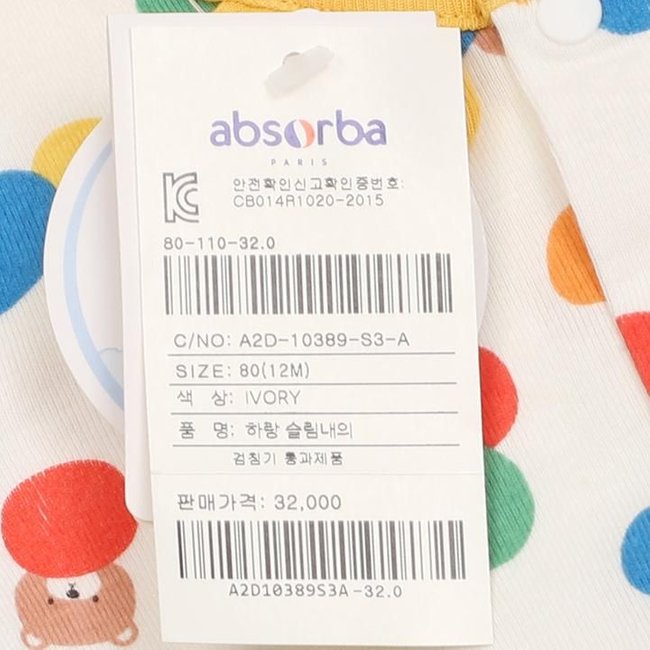 absorba
PARIS
안전확인신고확인증번호:
CB014R1020-2015
80-110-32.0
C/NO: A2D-10389-S3-A
SIZE: 80(12M)
색 상: IVORY
품 명: 하랑 슬림내의
검침기 통과제품
판매가격: 32,000
A2D10389S3A-32.0